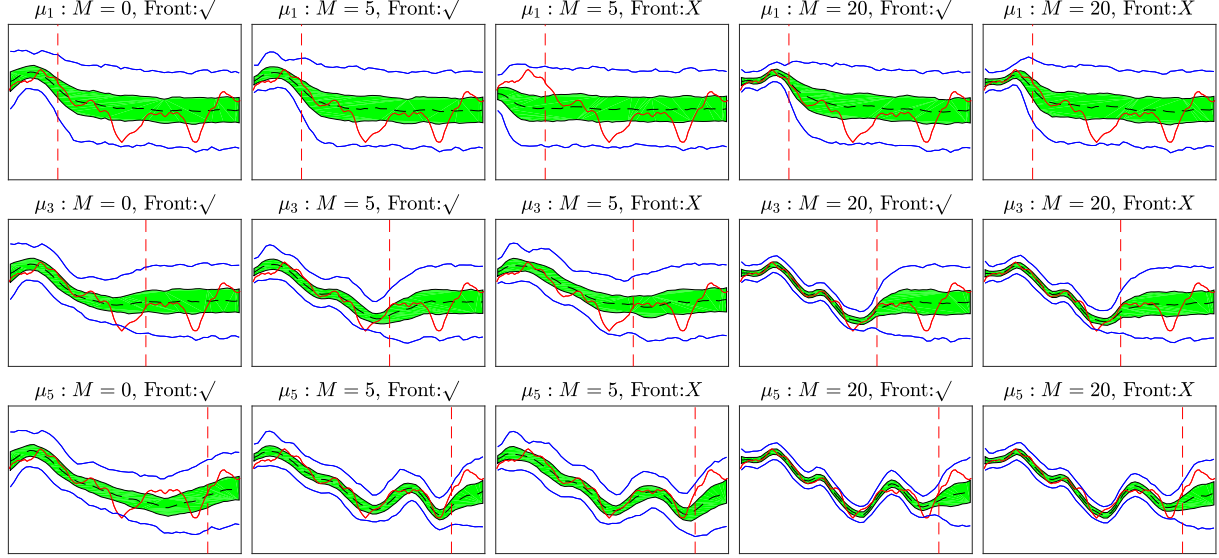 μ₁ : M = 0, Front:√
μ₁ : M = 5, Front:√
μ₁ : M = 5, Front:X
μ₁ : M = 20, Front:√
μ₁ : M = 20, Front:X
μ₃ : M = 0, Front:√
μ₃ : M = 5, Front:√
μ₃ : M = 5, Front:X
μ₃ : M = 20, Front:√
μ₃ : M = 20, Front:X
μ₅ : M = 0, Front:√
μ₅ : M = 5, Front:√
μ₅ : M = 5, Front:X
μ₅ : M = 20, Front:√
μ₅ : M = 20, Front:X